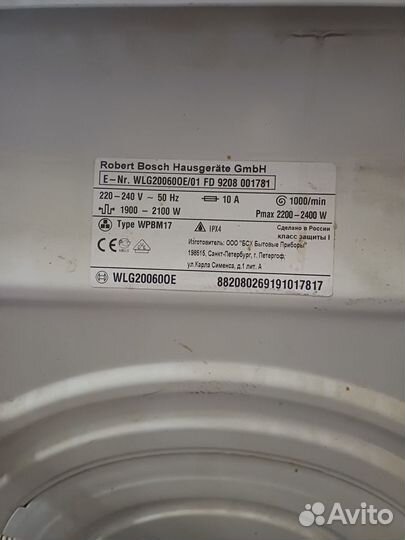 Robert Bosch Hausgeräte GmbH
E-Nr. WLG20060OE/01 FD 9208 001781
220-240 V ~ 50 Hz 10 A 1000/min
1900 - 2100 W Pmax 2200-2400 W
Type WPBM17 IPX4 Сделано в России
класс защиты I
Изготовитель: "ООО "БСХ Бытовые Приборы"
198515, Санкт-Петербург, г. Петергоф,
ул Карла Сименса, д.1 лит. А
CE EAC
WLG20060OE 882080269191017817
Avito